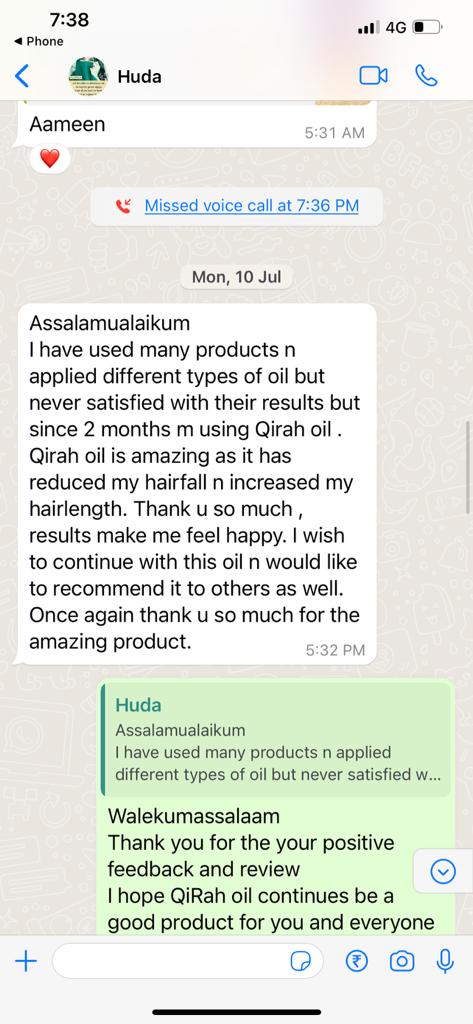 7:38
4G
Phone
Huda
Aameen
5:31 AM
Missed voice call at 7:36 PM
Mon, 10 Jul
Assalamualaikum
I have used many products n
applied different types of oil but
never satisfied with their results but
since 2 months m using Qirah oil .
Qirah oil is amazing as it has
reduced my hairfall n increased my
hairlength. Thank u so much ,
results make me feel happy. I wish
to continue with this oil n would like
to recommend it to others as well.
Once again thank u so much for the
amazing product.
5:32 PM
Huda
Assalamualaikum
I have used many products n applied
different types of oil but never satisfied w...
Walekumassalaam
Thank you for the your positive
feedback and review
I hope QiRah oil continues be a
good product for you and everyone
₹